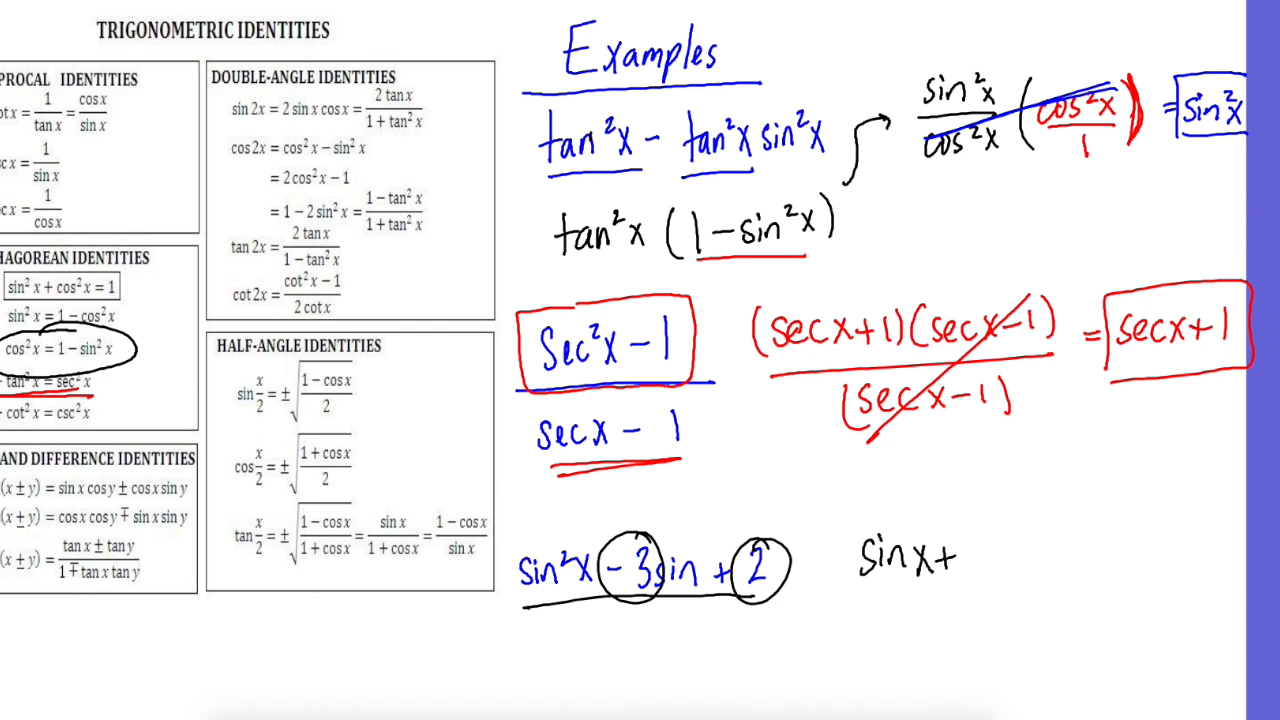 TRIGONOMETRIC IDENTITIES
PROCAL IDENTITIES
otx = 1/tan x = cosx/sin x
cx = 1/sin x
cx = 1/cosx
HAGOREAN IDENTITIES
sin² x + cos² x = 1
sin² x = 1 − cos² x
cos² x = 1 − sin² x
+ tan² x = sec² x
+ cot² x = csc² x
AND DIFFERENCE IDENTITIES
(x ± y) = sin x cos y ± cos x sin y
(x ± y) = cos x cos y ∓ sin x sin y
(x ± y) = tan x ± tan y/1 ∓ tan x tan y
DOUBLE-ANGLE IDENTITIES
sin 2x = 2 sin x cos x = 2 tan x/1 + tan² x
cos 2x = cos² x − sin² x
= 2 cos² x − 1
= 1 − 2 sin² x = 1 − tan² x/1 + tan² x
tan 2x = 2 tan x/1 − tan² x
cot 2x = cot² x − 1/2 cot x
HALF-ANGLE IDENTITIES
sin x/2 = ± √1 − cos x/2
cos x/2 = ± √1 + cos x/2
tan x/2 = ± √1 − cos x/1 + cos x = sin x/1 + cos x = 1 − cos x/sin x
Examples
tan²x − tan²x sin²x
sin²x/cos²x (cos²x/1) = sin²x
tan²x (1 − sin²x)
sec²x − 1
secx − 1
(secx+1)(secx−1)
(secx−1)
= secx+1
sin²x − 3sin + 2
sinx+